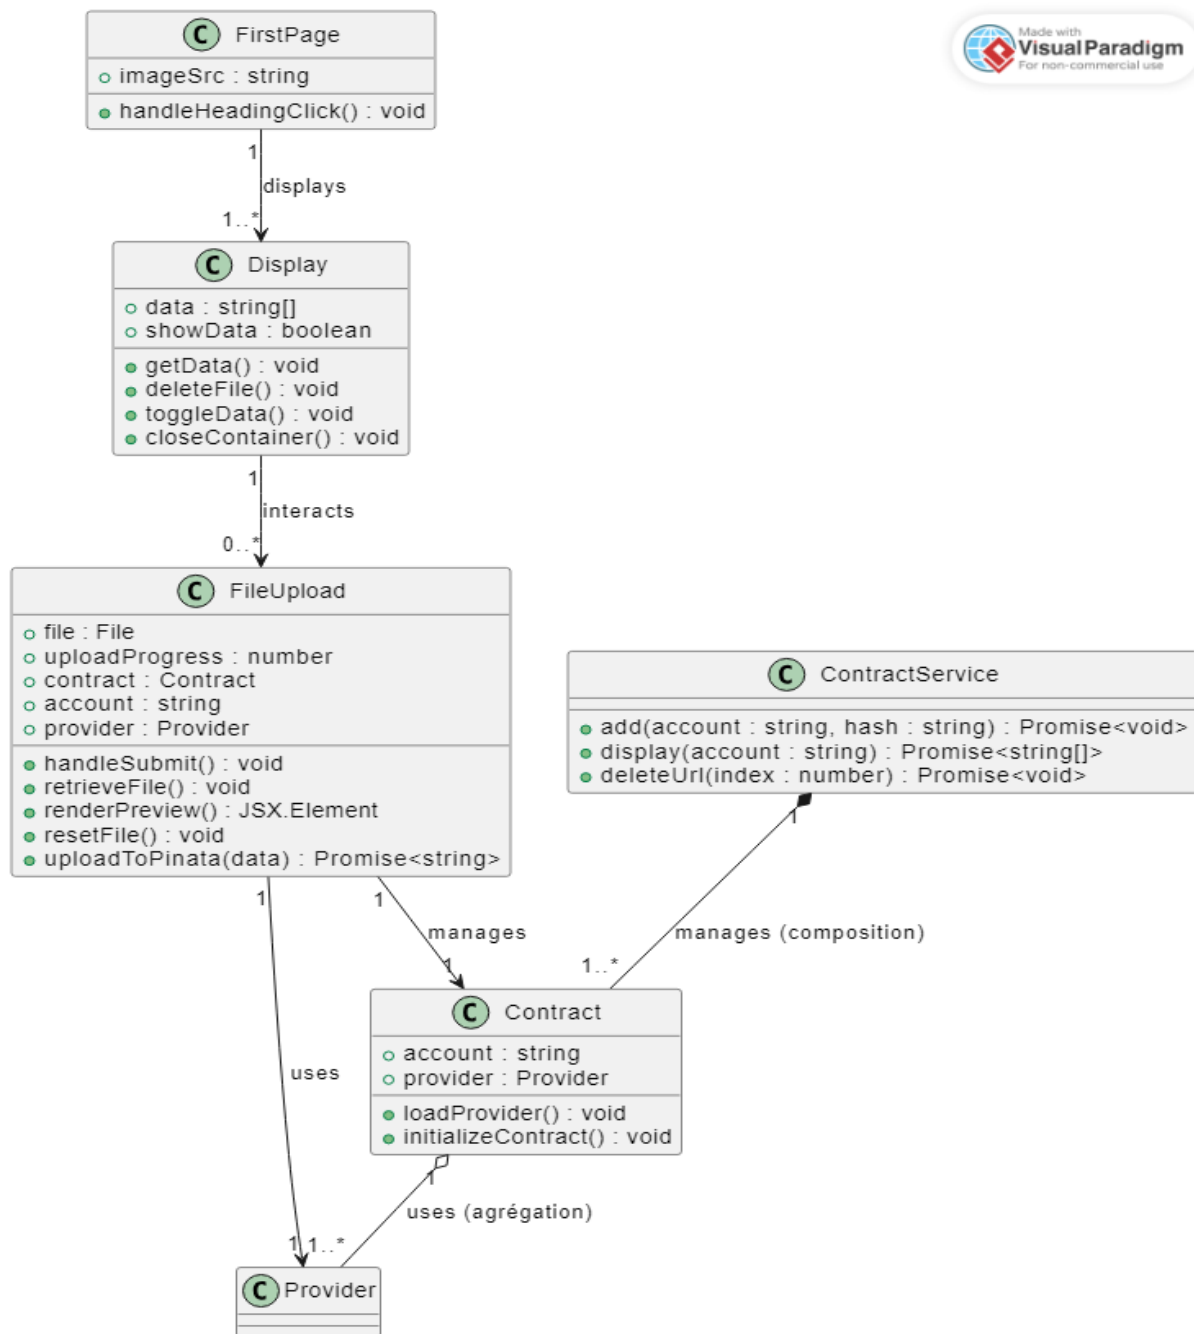 C FirstPage
imageSrc : string
handleHeadingClick() : void
Made with
Visual Paradigm
For non-commercial use
1
displays
1..*
C Display
data : string[]
showData : boolean
getData() : void
deleteFile() : void
toggleData() : void
closeContainer() : void
1
interacts
0..*
C FileUpload
file : File
uploadProgress : number
contract : Contract
account : string
provider : Provider
handleSubmit() : void
retrieveFile() : void
renderPreview() : JSX.Element
resetFile() : void
uploadToPinata(data) : Promise<string>
C ContractService
add(account : string, hash : string) : Promise<void>
display(account : string) : Promise<string[]>
deleteUrl(index : number) : Promise<void>
1
1
1
manages
manages (composition)
1
1..*
C Contract
account : string
provider : Provider
loadProvider() : void
initializeContract() : void
uses
1
uses (agrégation)
1
1..*
C Provider